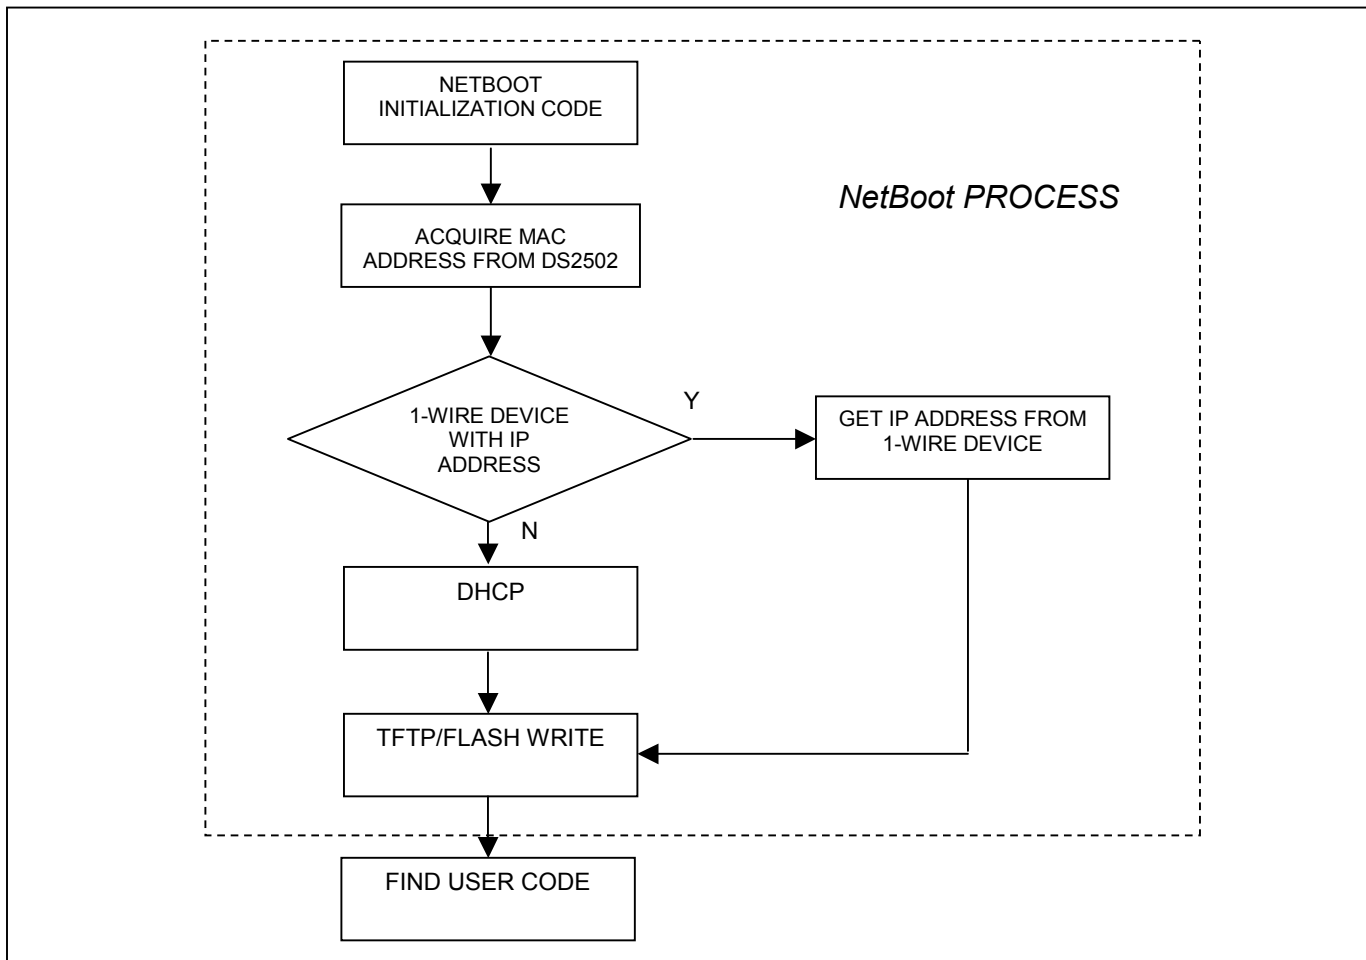 NETBOOT
INITIALIZATION CODE
NetBoot PROCESS
ACQUIRE MAC
ADDRESS FROM DS2502
1-WIRE DEVICE
WITH IP
ADDRESS
Y
GET IP ADDRESS FROM
1-WIRE DEVICE
N
DHCP
TFTP/FLASH WRITE
FIND USER CODE